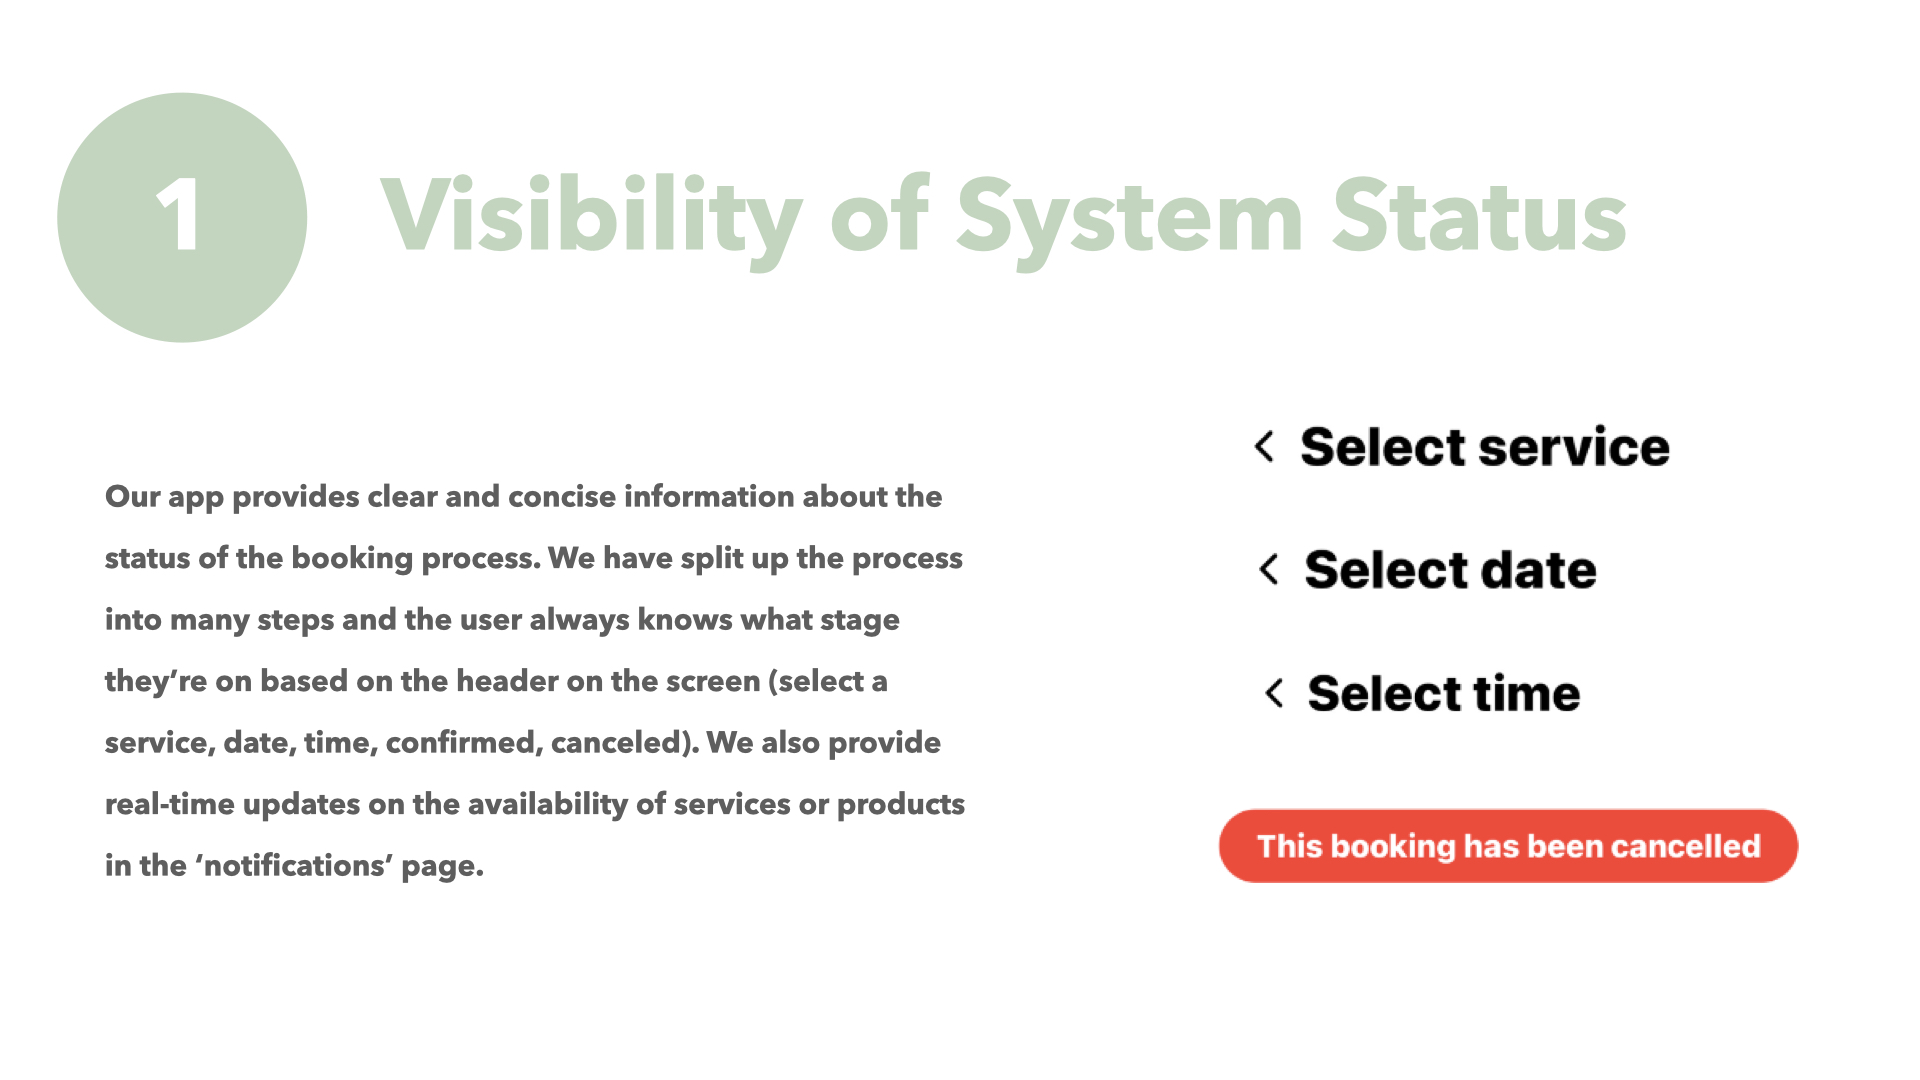 1
Visibility of System Status
Our app provides clear and concise information about the
status of the booking process. We have split up the process
into many steps and the user always knows what stage
they’re on based on the header on the screen (select a
service, date, time, confirmed, canceled). We also provide
real-time updates on the availability of services or products
in the ‘notifications’ page.
< Select service
< Select date
< Select time
This booking has been cancelled